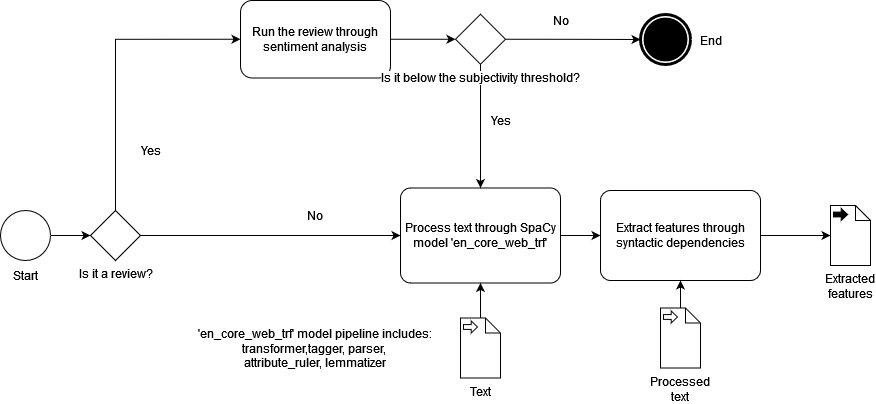 Run the review through
sentiment analysis
No
End
Is it below the subjectivity threshold?
Yes
Yes
No
Process text through SpaCy
model 'en_core_web_trf'
Extract features through
syntactic dependencies
Start
Is it a review?
Extracted
features
'en_core_web_trf' model pipeline includes:
transformer,tagger, parser,
attribute_ruler, lemmatizer
Text
Processed
text